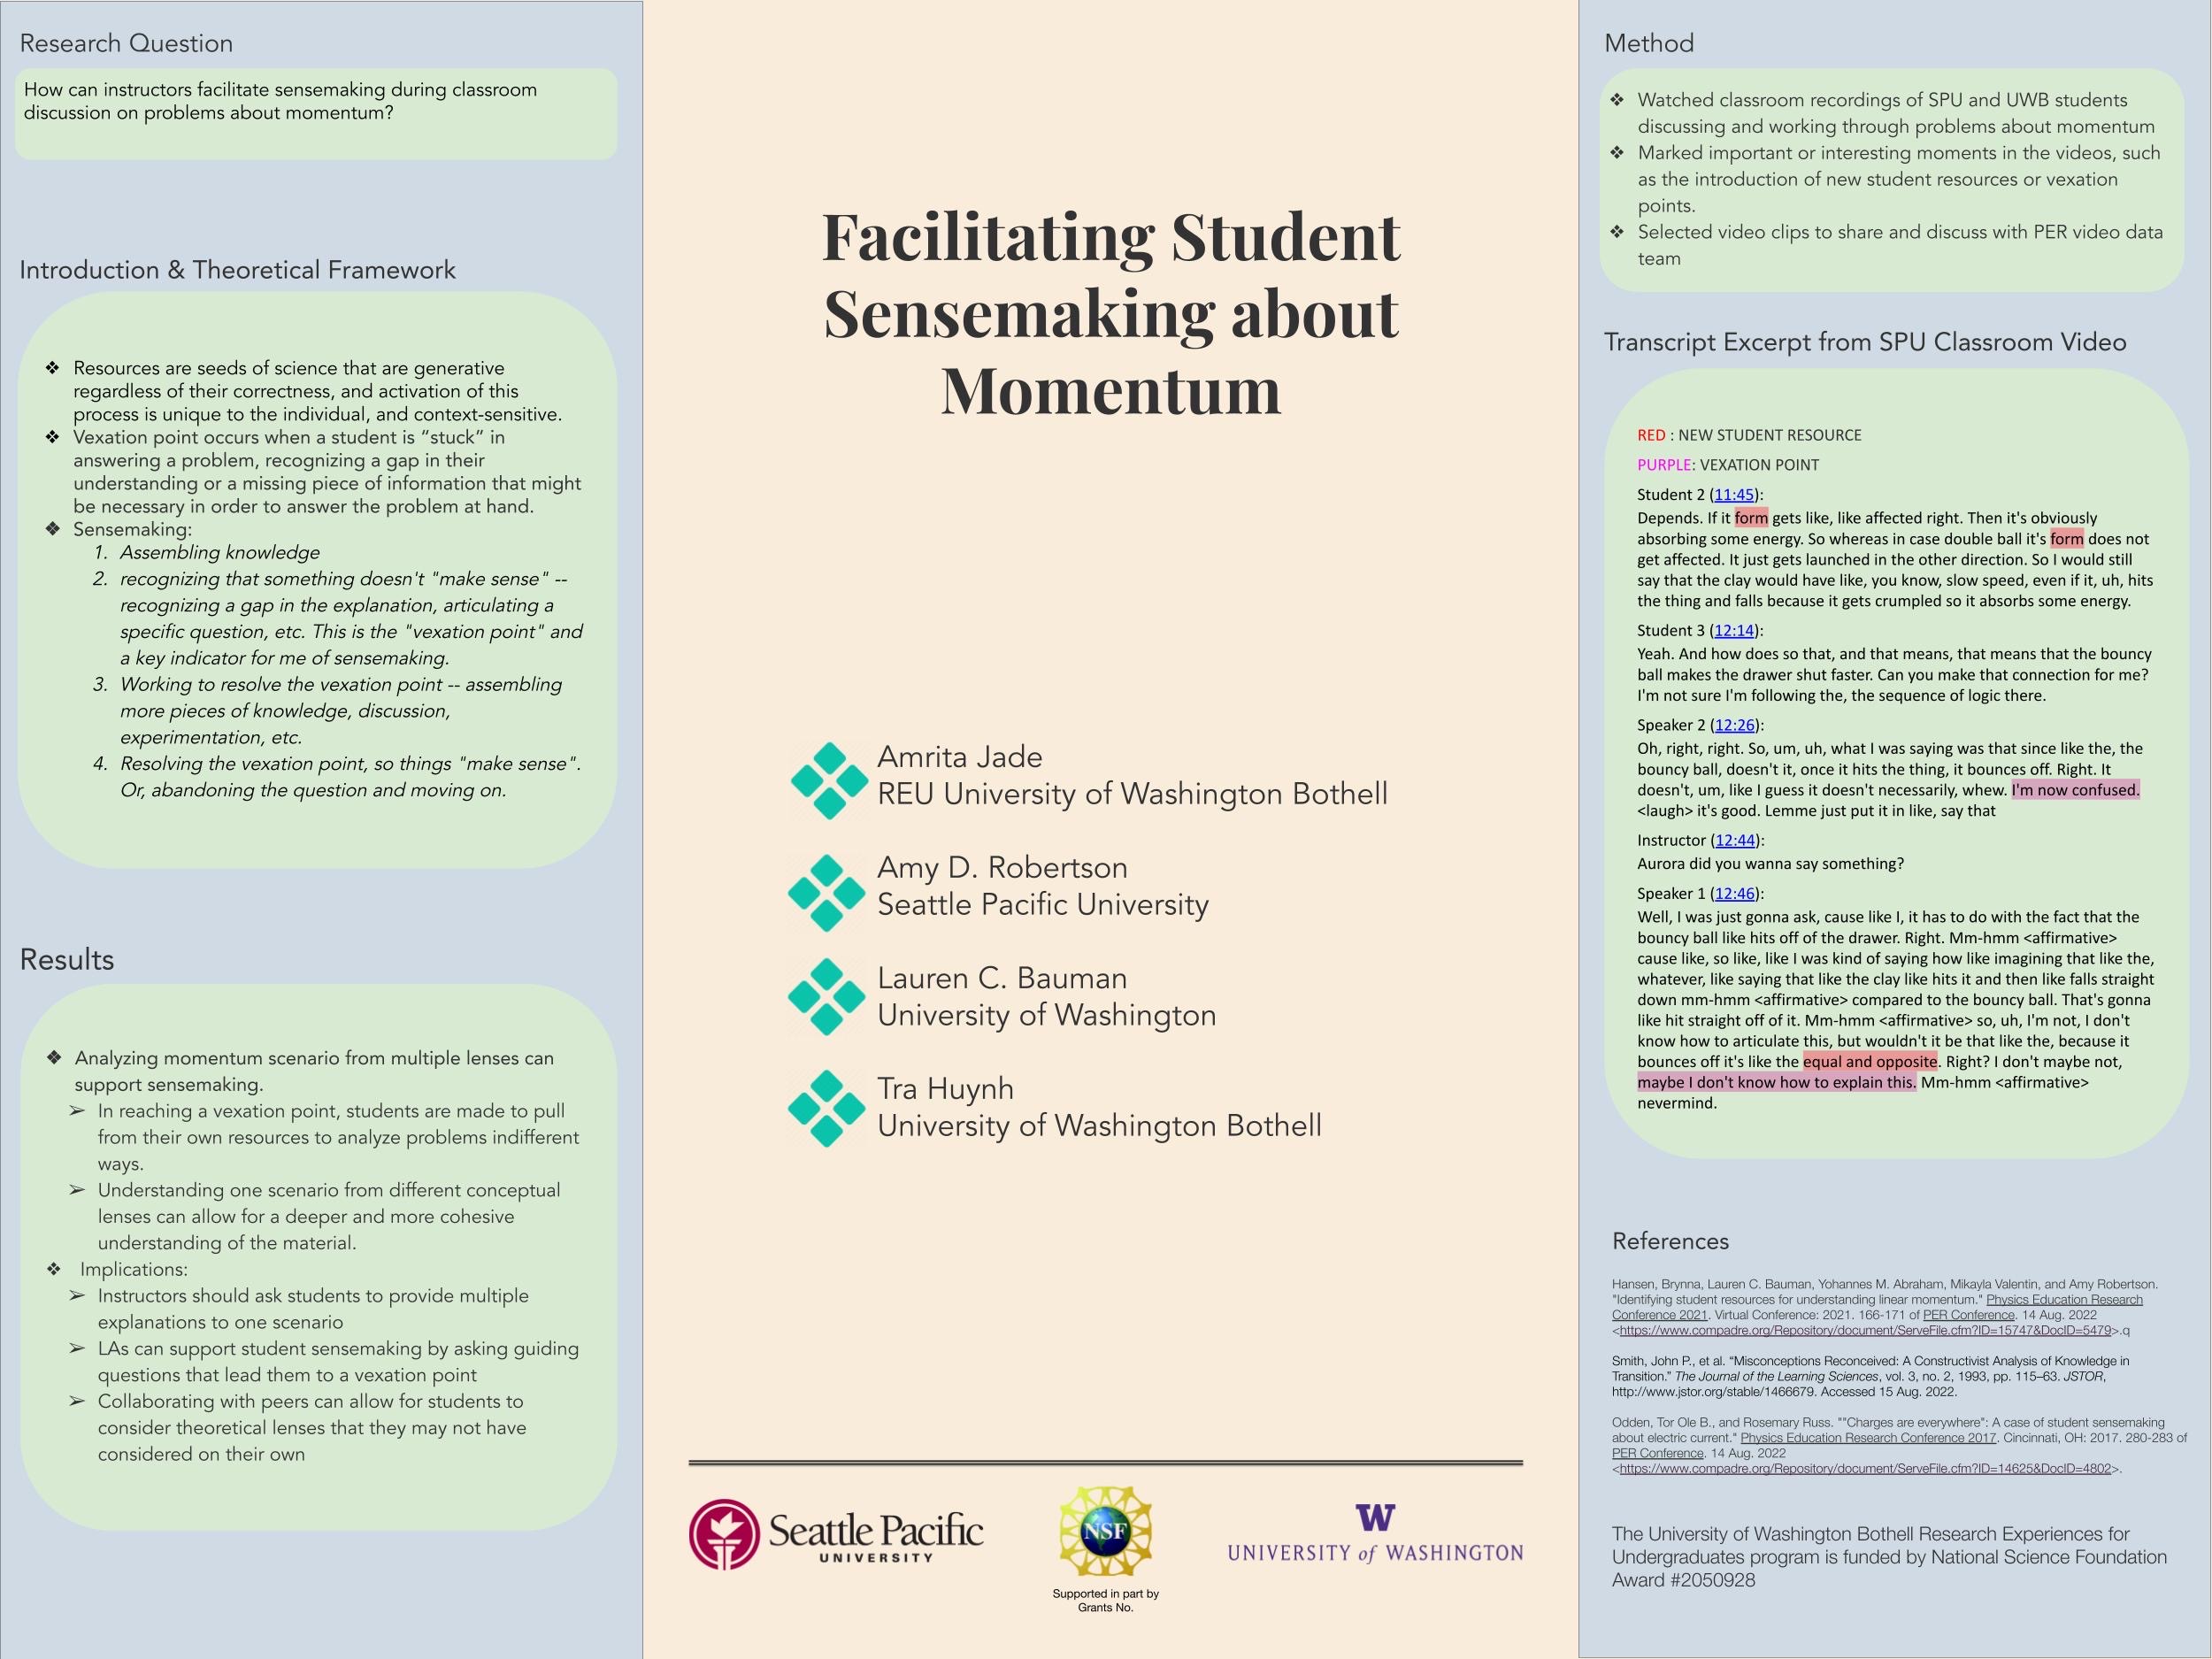 Research Question
How can instructors facilitate sensemaking during classroom
discussion on problems about momentum?
Introduction & Theoretical Framework
❖ Resources are seeds of science that are generative
regardless of their correctness, and activation of this
process is unique to the individual, and context-sensitive.
❖ Vexation point occurs when a student is “stuck” in
answering a problem, recognizing a gap in their
understanding or a missing piece of information that might
be necessary in order to answer the problem at hand.
❖ Sensemaking:
1. Assembling knowledge
2. recognizing that something doesn't "make sense" --
recognizing a gap in the explanation, articulating a
specific question, etc. This is the "vexation point" and
a key indicator for me of sensemaking.
3. Working to resolve the vexation point -- assembling
more pieces of knowledge, discussion,
experimentation, etc.
4. Resolving the vexation point, so things "make sense".
Or, abandoning the question and moving on.
Results
❖ Analyzing momentum scenario from multiple lenses can
support sensemaking.
➢ In reaching a vexation point, students are made to pull
from their own resources to analyze problems indifferent
ways.
➢ Understanding one scenario from different conceptual
lenses can allow for a deeper and more cohesive
understanding of the material.
❖ Implications:
➢ Instructors should ask students to provide multiple
explanations to one scenario
➢ LAs can support student sensemaking by asking guiding
questions that lead them to a vexation point
➢ Collaborating with peers can allow for students to
consider theoretical lenses that they may not have
considered on their own
Facilitating Student
Sensemaking about
Momentum
Amrita Jade
REU University of Washington Bothell
Amy D. Robertson
Seattle Pacific University
Lauren C. Bauman
University of Washington
Tra Huynh
University of Washington Bothell
Seattle Pacific
UNIVERSITY
NSF
Supported in part by
Grants No.
W
UNIVERSITY of WASHINGTON
Method
❖ Watched classroom recordings of SPU and UWB students
discussing and working through problems about momentum
❖ Marked important or interesting moments in the videos, such
as the introduction of new student resources or vexation
points.
❖ Selected video clips to share and discuss with PER video data
team
Transcript Excerpt from SPU Classroom Video
RED : NEW STUDENT RESOURCE
PURPLE: VEXATION POINT
Student 2 (11:45):
Depends. If it form gets like, like affected right. Then it's obviously
absorbing some energy. So whereas in case double ball it's form does not
get affected. It just gets launched in the other direction. So I would still
say that the clay would have like, you know, slow speed, even if it, uh, hits
the thing and falls because it gets crumpled so it absorbs some energy.
Student 3 (12:14):
Yeah. And how does so that, and that means, that means that the bouncy
ball makes the drawer shut faster. Can you make that connection for me?
I'm not sure I'm following the, the sequence of logic there.
Speaker 2 (12:26):
Oh, right, right. So, um, uh, what I was saying was that since like the, the
bouncy ball, doesn't it, once it hits the thing, it bounces off. Right. It
doesn't, um, like I guess it doesn't necessarily, whew. I'm now confused.
<laugh> it's good. Lemme just put it in like, say that
Instructor (12:44):
Aurora did you wanna say something?
Speaker 1 (12:46):
Well, I was just gonna ask, cause like I, it has to do with the fact that the
bouncy ball like hits off of the drawer. Right. Mm-hmm <affirmative>
cause like, so like, like I was kind of saying how like imagining that like the,
whatever, like saying that like the clay like hits it and then like falls straight
down mm-hmm <affirmative> compared to the bouncy ball. That's gonna
like hit straight off of it. Mm-hmm <affirmative> so, uh, I'm not, I don't
know how to articulate this, but wouldn't it be that like the, because it
bounces off it's like the equal and opposite. Right? I don't maybe not,
maybe I don't know how to explain this. Mm-hmm <affirmative>
nevermind.
References
Hansen, Brynna, Lauren C. Bauman, Yohannes M. Abraham, Mikayla Valentin, and Amy Robertson.
"Identifying student resources for understanding linear momentum." Physics Education Research
Conference 2021. Virtual Conference: 2021. 166-171 of PER Conference. 14 Aug. 2022
<https://www.compadre.org/Repository/document/ServeFile.cfm?ID=15747&DocID=5479>.q
Smith, John P., et al. “Misconceptions Reconceived: A Constructivist Analysis of Knowledge in
Transition.” The Journal of the Learning Sciences, vol. 3, no. 2, 1993, pp. 115–63. JSTOR,
http://www.jstor.org/stable/1466679. Accessed 15 Aug. 2022.
Odden, Tor Ole B., and Rosemary Russ. ""Charges are everywhere": A case of student sensemaking
about electric current." Physics Education Research Conference 2017. Cincinnati, OH: 2017. 280-283 of
PER Conference. 14 Aug. 2022
<https://www.compadre.org/Repository/document/ServeFile.cfm?ID=14625&DocID=4802>.
The University of Washington Bothell Research Experiences for
Undergraduates program is funded by National Science Foundation
Award #2050928